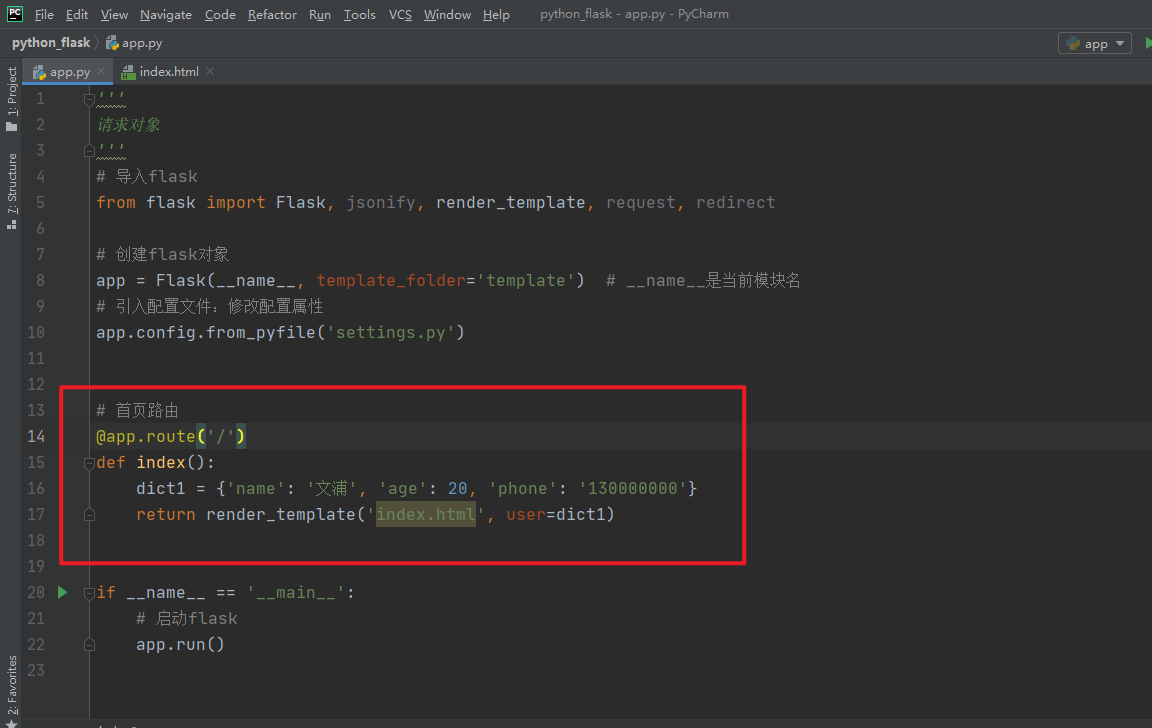 PC File Edit View Navigate Code Refactor Run Tools VCS Window Help python_flask - app.py - PyCharm
python_flask app.py app
app.py index.html
1: Project
7: Structure
2: Favorites
1 '''
2 请求对象
3 '''
4 # 导入flask
5 from flask import Flask, jsonify, render_template, request, redirect
6
7 # 创建flask对象
8 app = Flask(__name__, template_folder='template')  # __name__是当前模块名
9 # 引入配置文件：修改配置属性
10 app.config.from_pyfile('settings.py')
11
12
13 # 首页路由
14 @app.route('/')
15 def index():
16     dict1 = {'name': '文浦', 'age': 20, 'phone': '130000000'}
17     return render_template('index.html', user=dict1)
18
19
20 if __name__ == '__main__':
21     # 启动flask
22     app.run()
23